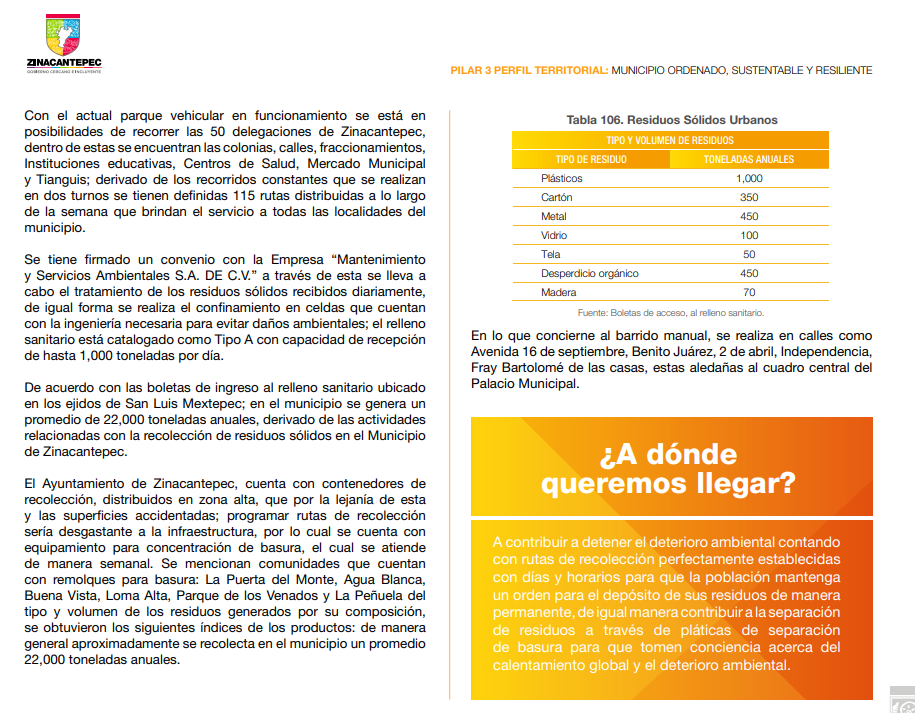 ZINACANTEPEC
GOBIERNO CERCANO E INCLUYENTE
PILAR 3 PERFIL TERRITORIAL: MUNICIPIO ORDENADO, SUSTENTABLE Y RESILIENTE
Con el actual parque vehicular en funcionamiento se está en
posibilidades de recorrer las 50 delegaciones de Zinacantepec,
dentro de estas se encuentran las colonias, calles, fraccionamientos,
Instituciones educativas, Centros de Salud, Mercado Municipal
y Tianguis; derivado de los recorridos constantes que se realizan
en dos turnos se tienen definidas 115 rutas distribuidas a lo largo
de la semana que brindan el servicio a todas las localidades del
municipio.
Se tiene firmado un convenio con la Empresa “Mantenimiento
y Servicios Ambientales S.A. DE C.V.” a través de esta se lleva a
cabo el tratamiento de los residuos sólidos recibidos diariamente,
de igual forma se realiza el confinamiento en celdas que cuentan
con la ingeniería necesaria para evitar daños ambientales; el relleno
sanitario está catalogado como Tipo A con capacidad de recepción
de hasta 1,000 toneladas por día.
De acuerdo con las boletas de ingreso al relleno sanitario ubicado
en los ejidos de San Luis Mextepec; en el municipio se genera un
promedio de 22,000 toneladas anuales, derivado de las actividades
relacionadas con la recolección de residuos sólidos en el Municipio
de Zinacantepec.
El Ayuntamiento de Zinacantepec, cuenta con contenedores de
recolección, distribuidos en zona alta, que por la lejanía de esta
y las superficies accidentadas; programar rutas de recolección
sería desgastante a la infraestructura, por lo cual se cuenta con
equipamiento para concentración de basura, el cual se atiende
de manera semanal. Se mencionan comunidades que cuentan
con remolques para basura: La Puerta del Monte, Agua Blanca,
Buena Vista, Loma Alta, Parque de los Venados y La Peñuela del
tipo y volumen de los residuos generados por su composición,
se obtuvieron los siguientes índices de los productos: de manera
general aproximadamente se recolecta en el municipio un promedio
22,000 toneladas anuales.
Tabla 106. Residuos Sólidos Urbanos
TIPO Y VOLUMEN DE RESIDUOS
TIPO DE RESIDUO TONELADAS ANUALES
Plásticos 1,000
Cartón 350
Metal 450
Vidrio 100
Tela 50
Desperdicio orgánico 450
Madera 70
Fuente: Boletas de acceso, al relleno sanitario.
En lo que concierne al barrido manual, se realiza en calles como
Avenida 16 de septiembre, Benito Juárez, 2 de abril, Independencia,
Fray Bartolomé de las casas, estas aledañas al cuadro central del
Palacio Municipal.
¿A dónde
queremos llegar?
A contribuir a detener el deterioro ambiental contando
con rutas de recolección perfectamente establecidas
con días y horarios para que la población mantenga
un orden para el depósito de sus residuos de manera
permanente, de igual manera contribuir a la separación
de residuos a través de pláticas de separación
de basura para que tomen conciencia acerca del
calentamiento global y el deterioro ambiental.